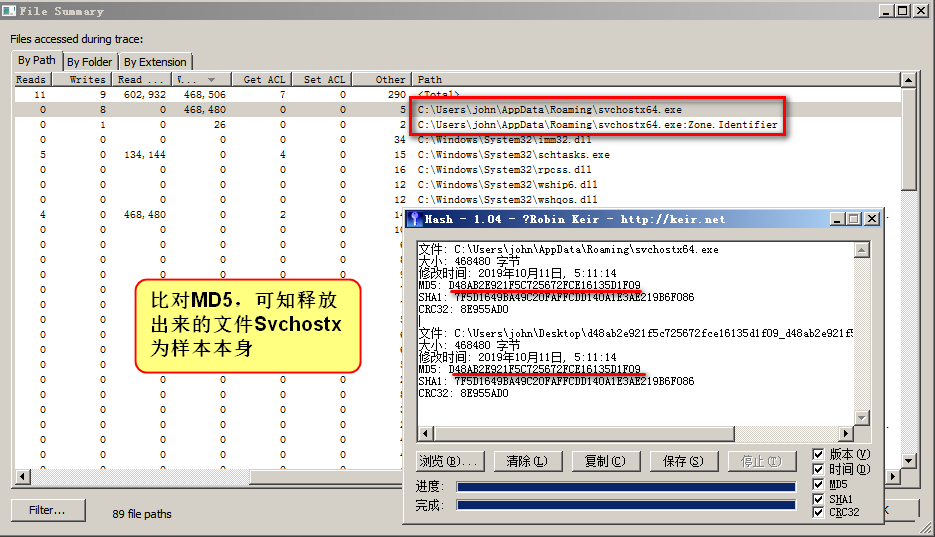 File Summary
Files accessed during trace:
By Path By Folder By Extension
Reads Writes Read ... W... Get ACL Set ACL Other Path
11 9 602,932 468,506 7 0 290 <Total>
0 8 0 468,480 0 0 5 C:\Users\john\AppData\Roaming\svchostx64.exe
0 1 0 26 0 0 2 C:\Users\john\AppData\Roaming\svchostx64.exe:Zone.Identifier
0 0 0 0 0 0 34 C:\Windows\System32\imm32.dll
5 0 134,144 0 4 0 15 C:\Windows\System32\schtasks.exe
0 0 0 0 0 0 16 C:\Windows\System32\rpcss.dll
0 0 0 0 0 0 12 C:\Windows\System32\wship6.dll
0 0 0 0 0 0 12 C:\Windows\System32\wshqos.dll
4 0 468,480 0 2 0
Hash - 1.04 - ?Robin Keir - http://keir.net
文件: C:\Users\john\AppData\Roaming\svchostx64.exe
大小: 468480 字节
修改时间: 2019年10月11日, 5:11:14
MD5: D48AB2E921F5C725672FCE16135D1F09
SHA1: 7F5D1649BA49C20FAFFCDD140A1E3AE219B6F086
CRC32: 8E955AD0
文件: C:\Users\john\Desktop\d48ab2e921f5c725672fce16135d1f09_d48ab2e921f5
大小: 468480 字节
修改时间: 2019年10月11日, 5:11:14
MD5: D48AB2E921F5C725672FCE16135D1F09
SHA1: 7F5D1649BA49C20FAFFCDD140A1E3AE219B6F086
CRC32: 8E955AD0
比对MD5，可知释放
出来的文件Svchostx
为样本本身
浏览(B)... 清除(L) 复制(C) 保存(S) 停止(T)
版本(V)
时间(D)
MD5
SHA1
CRC32
进度:
完成:
Filter...
89 file paths